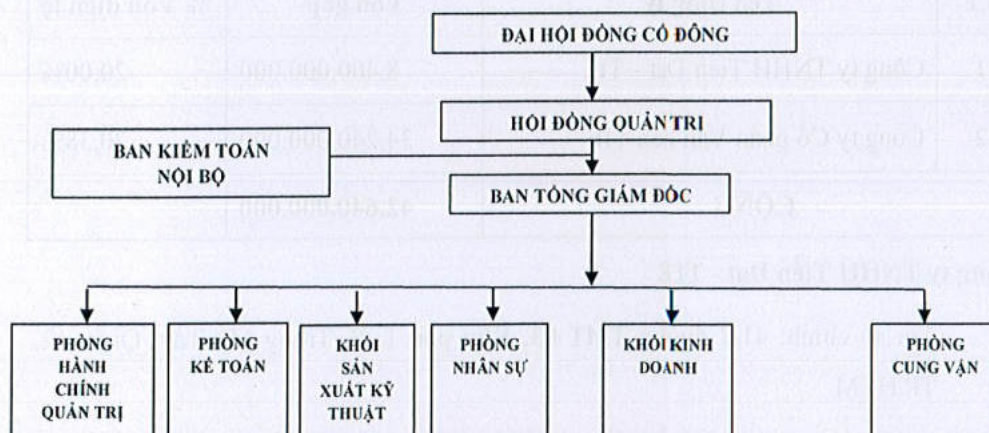 ĐẠI HỘI ĐỒNG CỔ ĐÔNG
HỘI ĐỒNG QUẢN TRỊ
BAN KIỂM TOÁN
NỘI BỘ
BAN TỔNG GIÁM ĐỐC
PHÒNG
HÀNH
CHÍNH
QUẢN TRỊ
PHÒNG
KẾ TOÁN
KHỐI
SẢN
XUẤT KỸ
THUẬT
PHÒNG
NHÂN SỰ
KHỐI KINH
DOANH
PHÒNG
CUNG VẬN